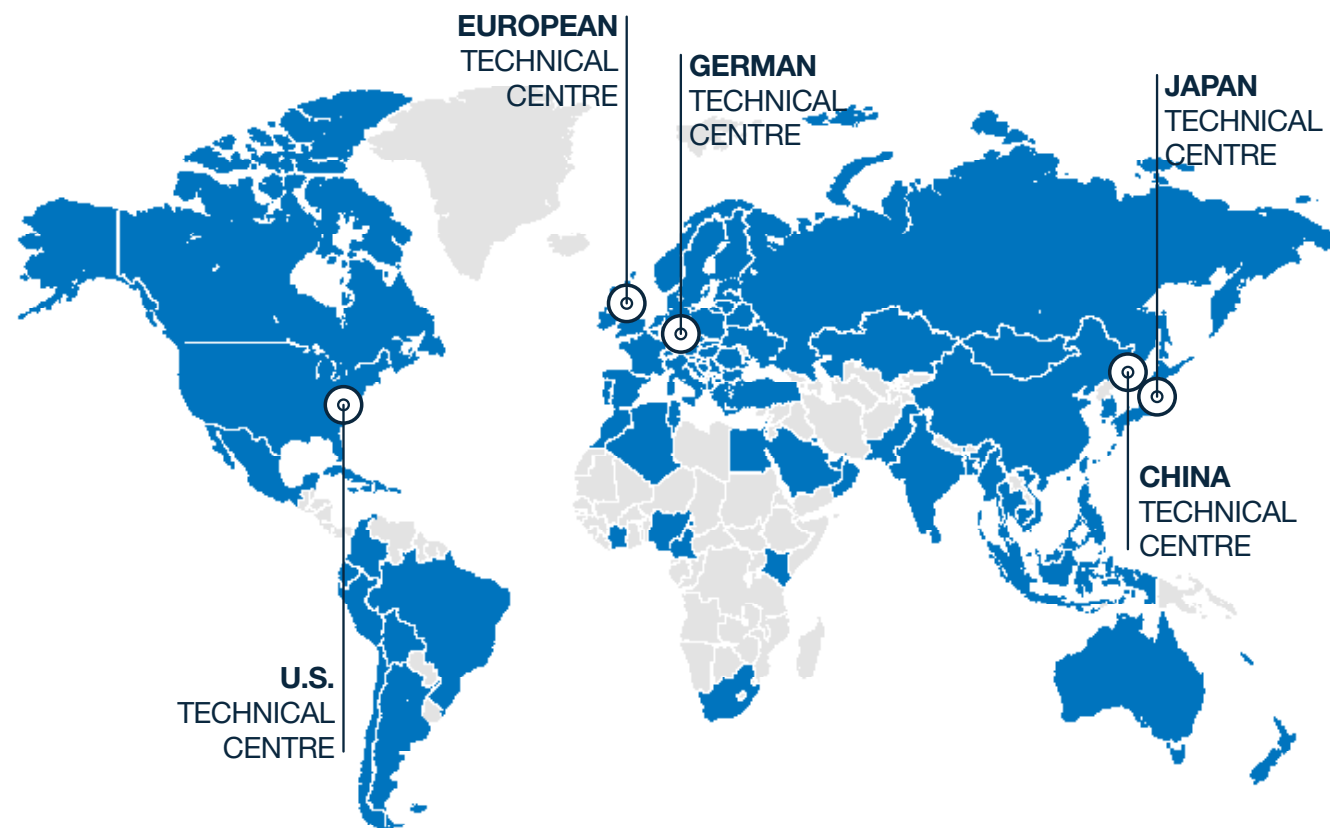 EUROPEAN
TECHNICAL
CENTRE
GERMAN
TECHNICAL
CENTRE
JAPAN
TECHNICAL
CENTRE
CHINA
TECHNICAL
CENTRE
U.S.
TECHNICAL
CENTRE